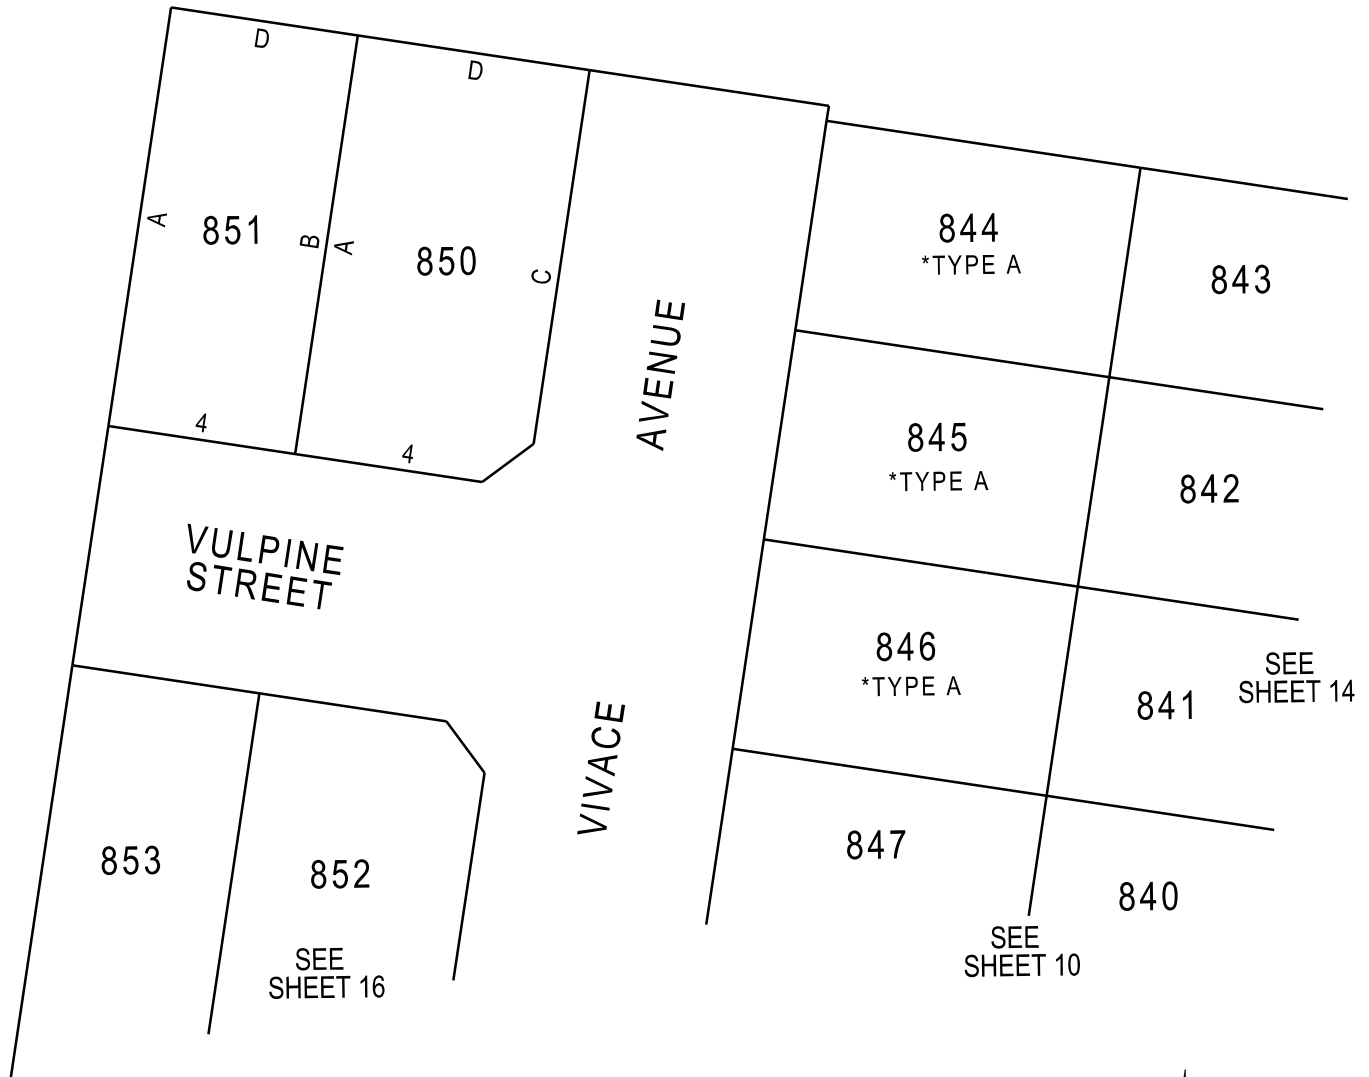 D
D
A
851
B
A
850
C
844
*TYPE A
843
AVENUE
4
4
845
*TYPE A
842
VULPINE
STREET
846
*TYPE A
841
SEE
SHEET 14
VIVACE
853
852
847
840
SEE
SHEET 16
SEE
SHEET 10